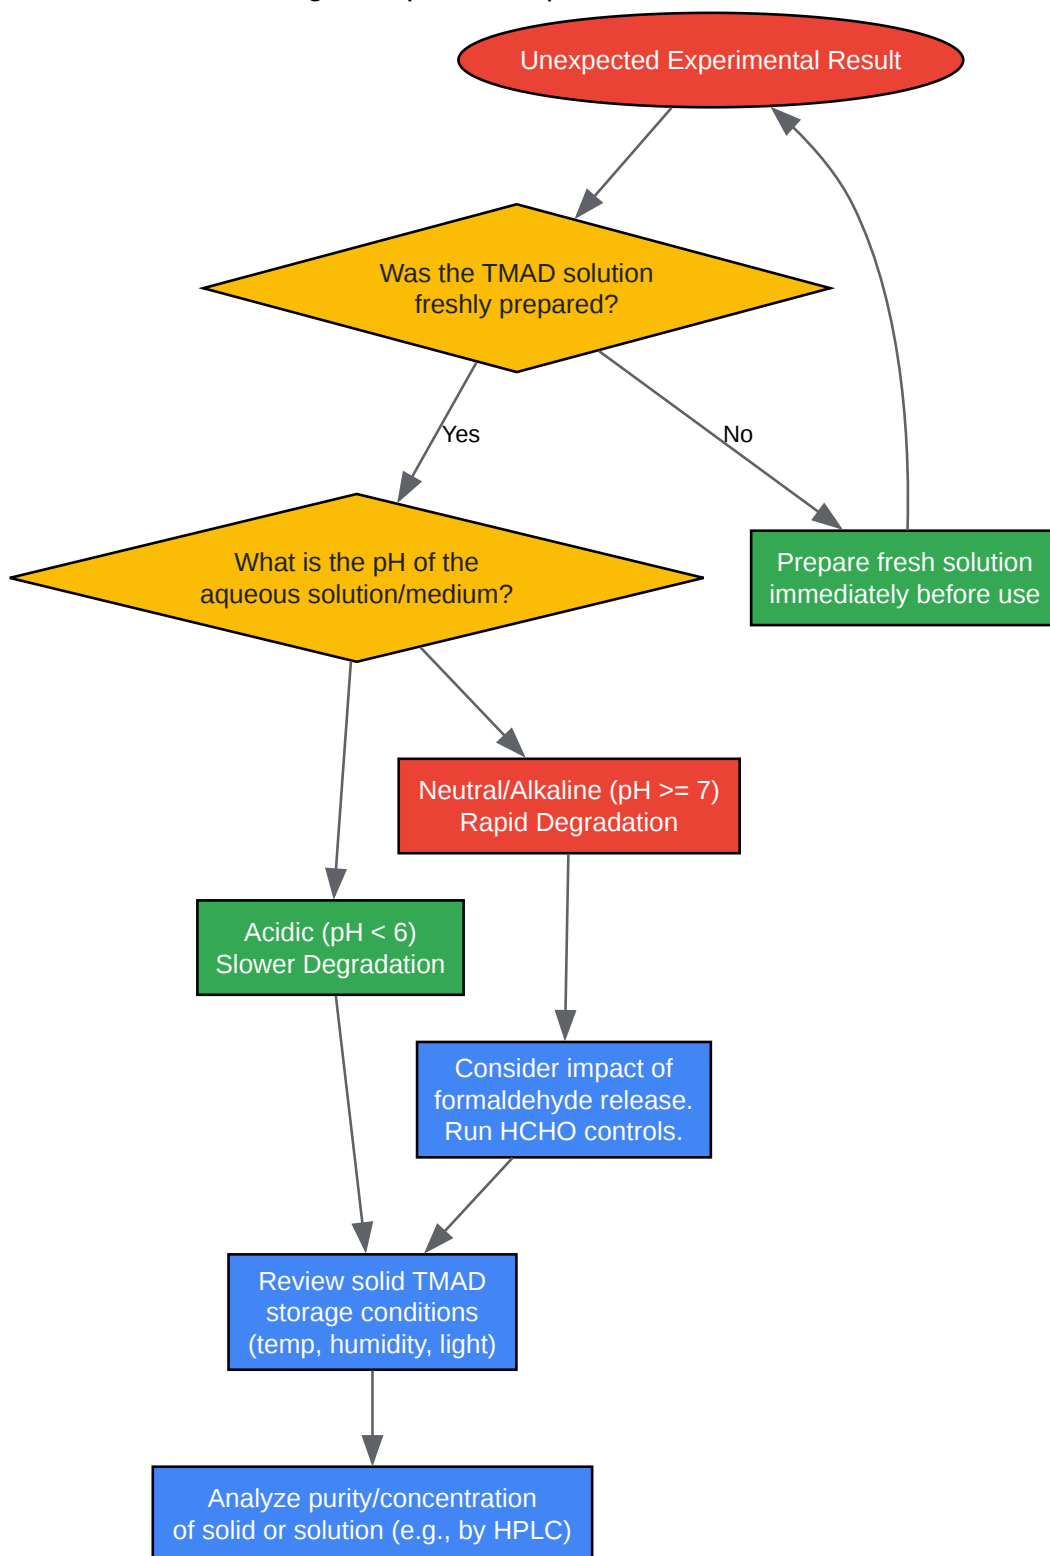 Unexpected Experimental Result
Was the TMAD solution
freshly prepared?
Yes
No
What is the pH of the
aqueous solution/medium?
Prepare fresh solution
immediately before use
Neutral/Alkaline (pH >= 7)
Rapid Degradation
Acidic (pH < 6)
Slower Degradation
Consider impact of
formaldehyde release.
Run HCHO controls.
Review solid TMAD
storage conditions
(temp, humidity, light)
Analyze purity/concentration
of solid or solution (e.g., by HPLC)